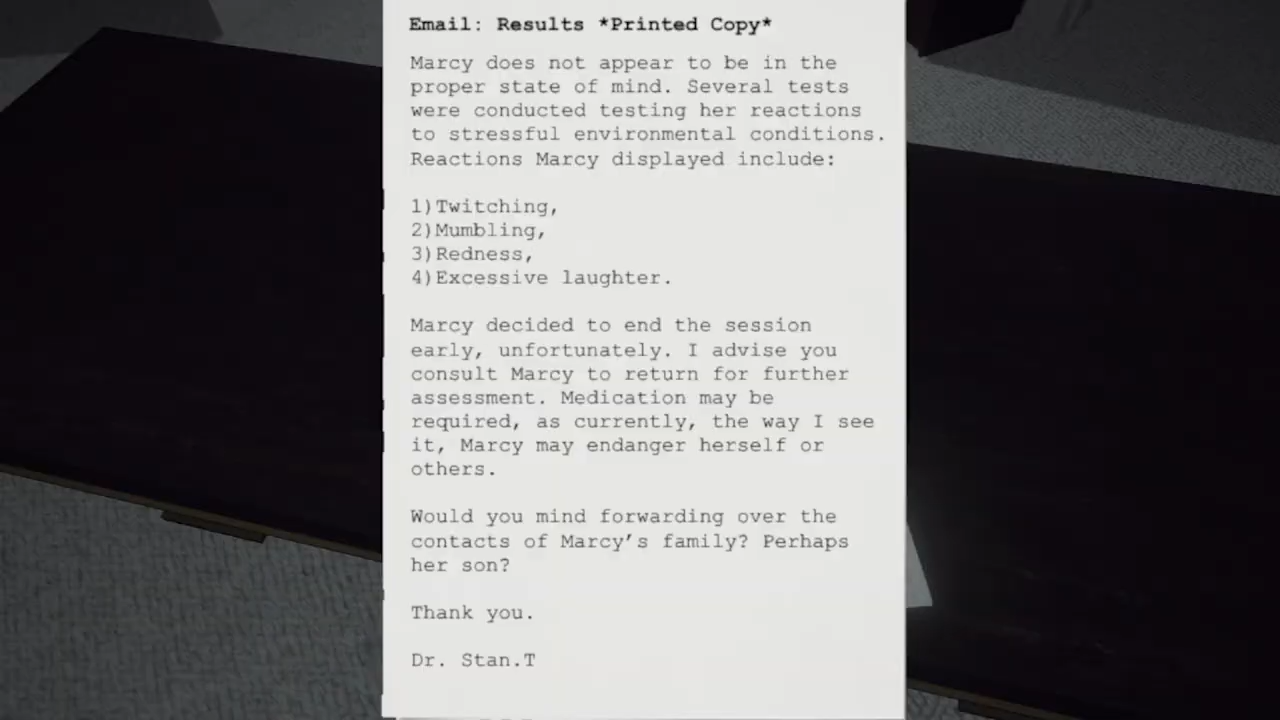 Email: Results *Printed Copy*
Marcy does not appear to be in the
proper state of mind. Several tests
were conducted testing her reactions
to stressful environmental conditions.
Reactions Marcy displayed include:
1)Twitching,
2)Mumbling,
3)Redness,
4)Excessive laughter.
Marcy decided to end the session
early, unfortunately. I advise you
consult Marcy to return for further
assessment. Medication may be
required, as currently, the way I see
it, Marcy may endanger herself or
others.
Would you mind forwarding over the
contacts of Marcy’s family? Perhaps
her son?
Thank you.
Dr. Stan.T